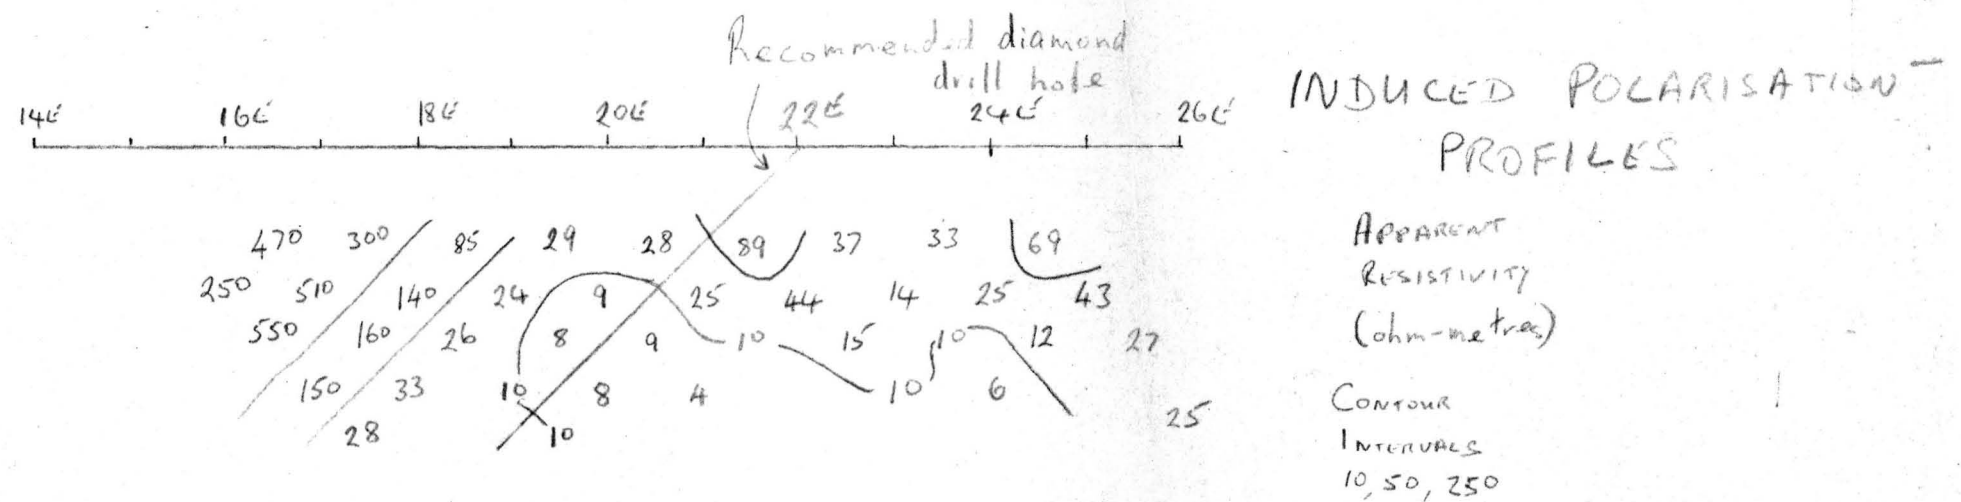 Recommended diamond
drill hole
14E 16E 18E 20E 22E 24E 26E
INDUCED POLARISATION
PROFILES
470 300 85 29 28 89 37 33 69
250 510 140 24 9 25 44 14 25 43
550 160 26 8 9 10 15 10 12 27
150 33 10 8 4 10 6
28 10 25
APPARENT
RESISTIVITY
(ohm-metres)
CONTOUR
INTERVALS
10, 50, 250